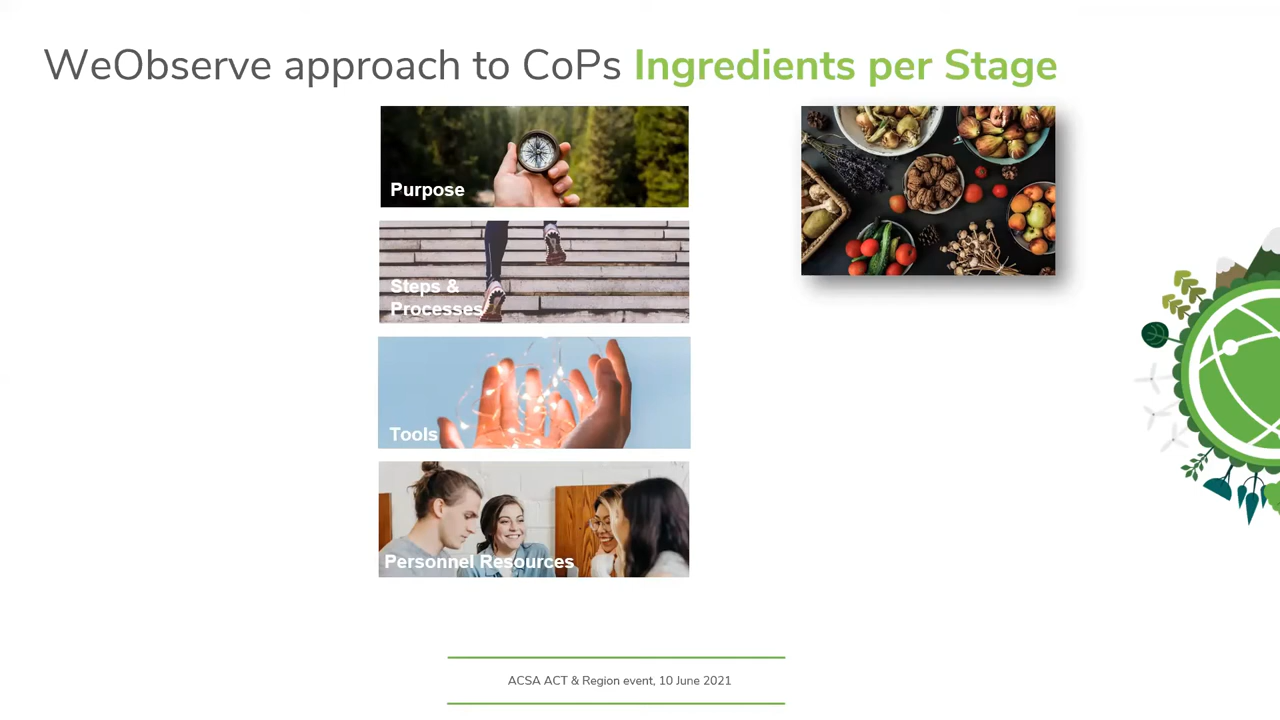 WeObserve approach to CoPs Ingredients per Stage
Purpose
Steps &
Processes
Tools
Personnel Resources
ACSA ACT & Region event, 10 June 2021